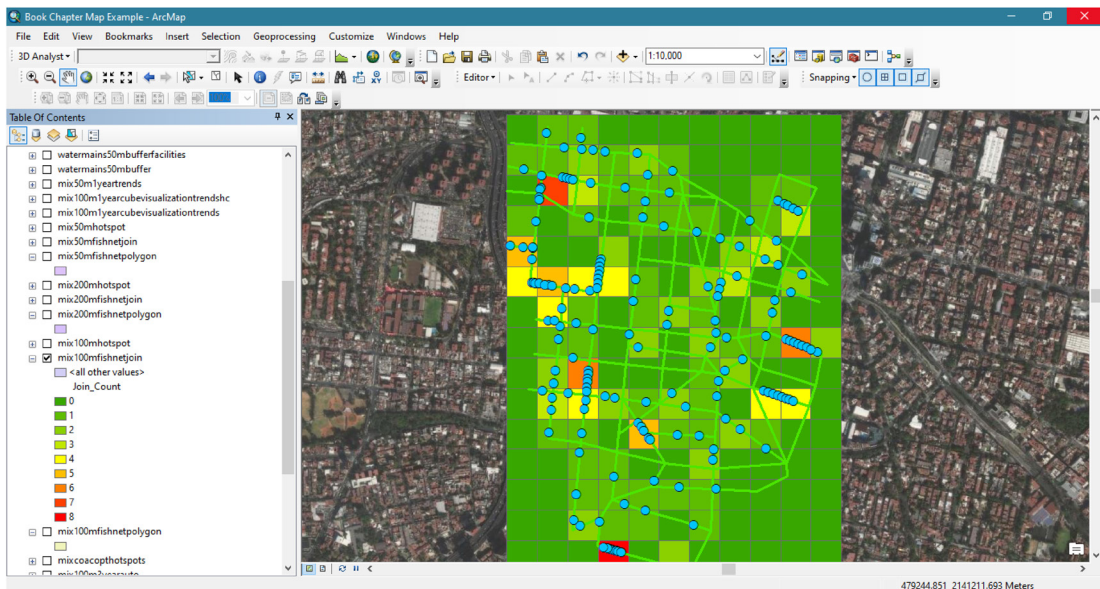 Book Chapter Map Example - ArcMap
File Edit View Bookmarks Insert Selection Geoprocessing Customize Windows Help
3D Analyst
1:10,000
Editor Snapping
Table Of Contents
watermains50mbufferfacilities
watermains50mbuffer
mix50m1yeartrends
mix100m1yearcubevisualizationtrendshc
mix100m1yearcubevisualizationtrends
mix50mhotspot
mix50mfishnetjoin
mix50mfishnetpolygon
mix200mhotspot
mix200mfishnetjoin
mix200mfishnetpolygon
mix100mhotspot
mix100mfishnetjoin
<all other values>
Join_Count
0
1
2
3
4
5
6
7
8
mix100mfishnetpolygon
mixcoacopthotspots
479244.851 2141211.693 Meters